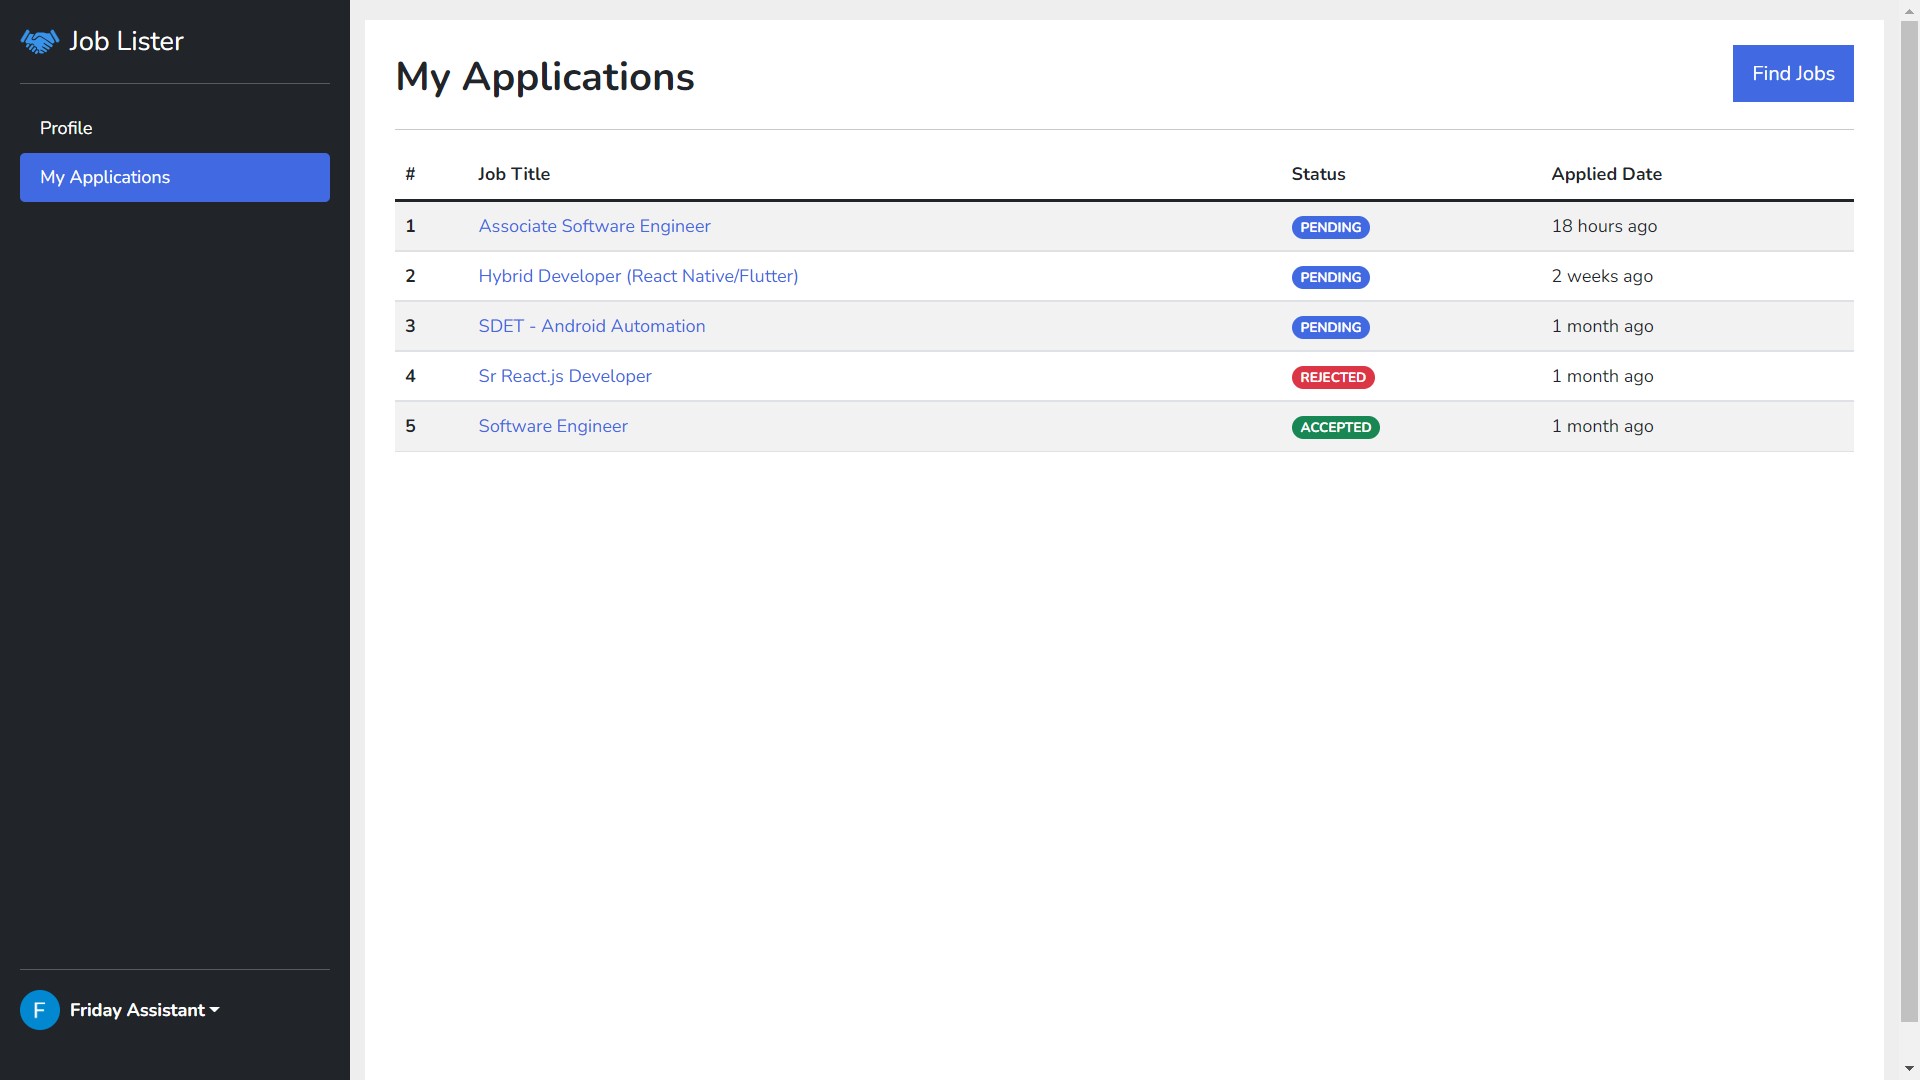 Job Lister
Profile
My Applications
Friday Assistant
F
My Applications
Find Jobs
# Job Title Status Applied Date
1 Associate Software Engineer PENDING 18 hours ago
2 Hybrid Developer (React Native/Flutter) PENDING 2 weeks ago
3 SDET - Android Automation PENDING 1 month ago
4 Sr React.js Developer REJECTED 1 month ago
5 Software Engineer ACCEPTED 1 month ago